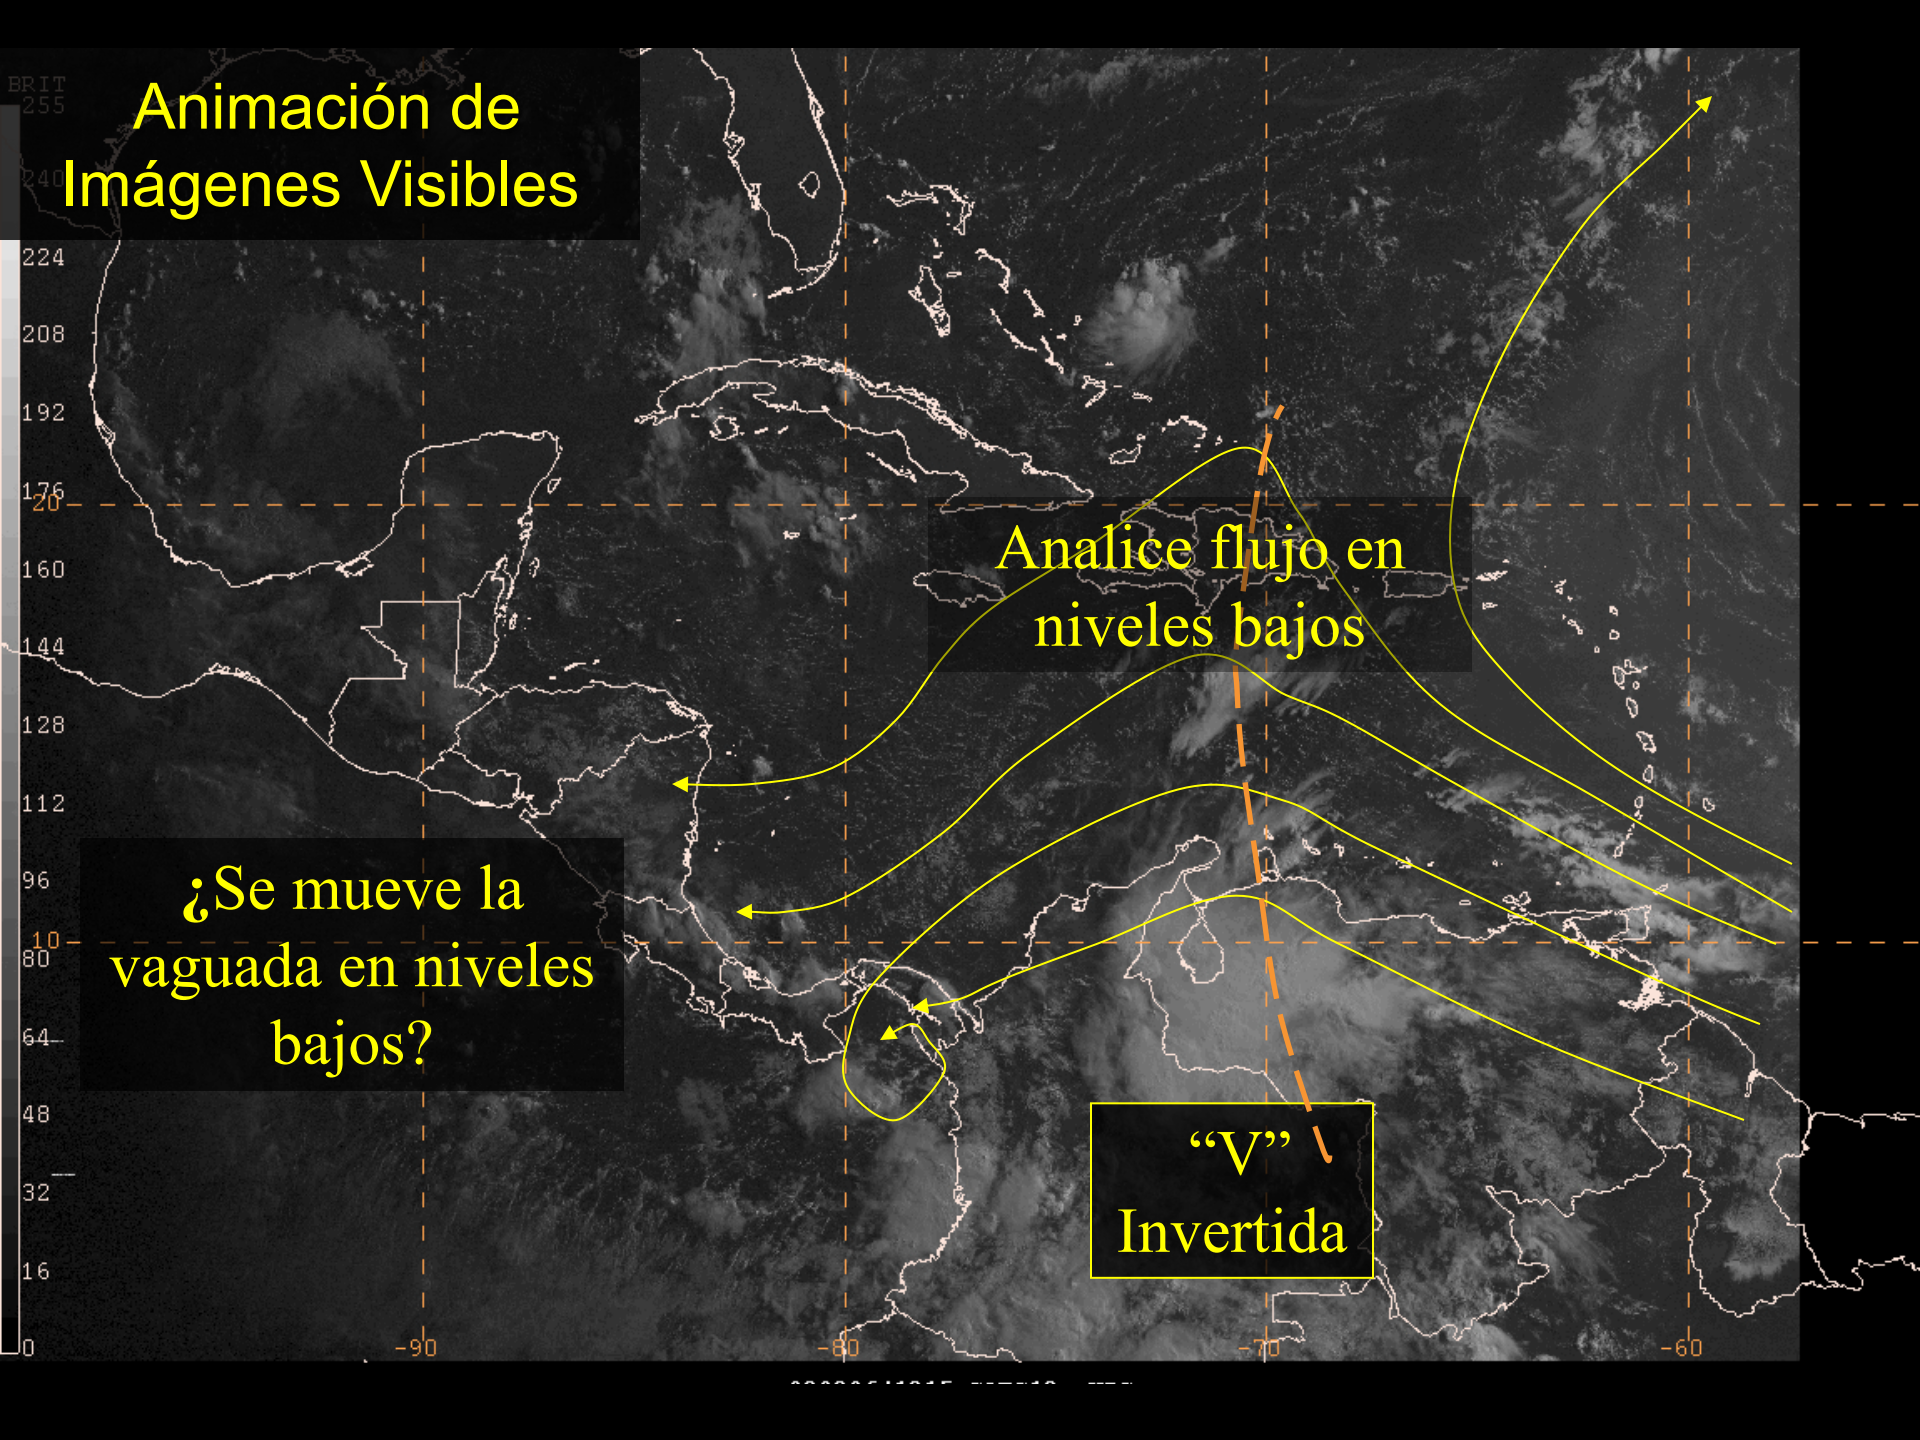 Animación de
Imágenes Visibles
BRIT
255
240
224
208
192
176
20
160
144
128
112
96
10
80
64
48
32
16
0
-90
-80
-70
-60
Analice flujo en
niveles bajos
¿Se mueve la
vaguada en niveles
bajos?
“V”
Invertida